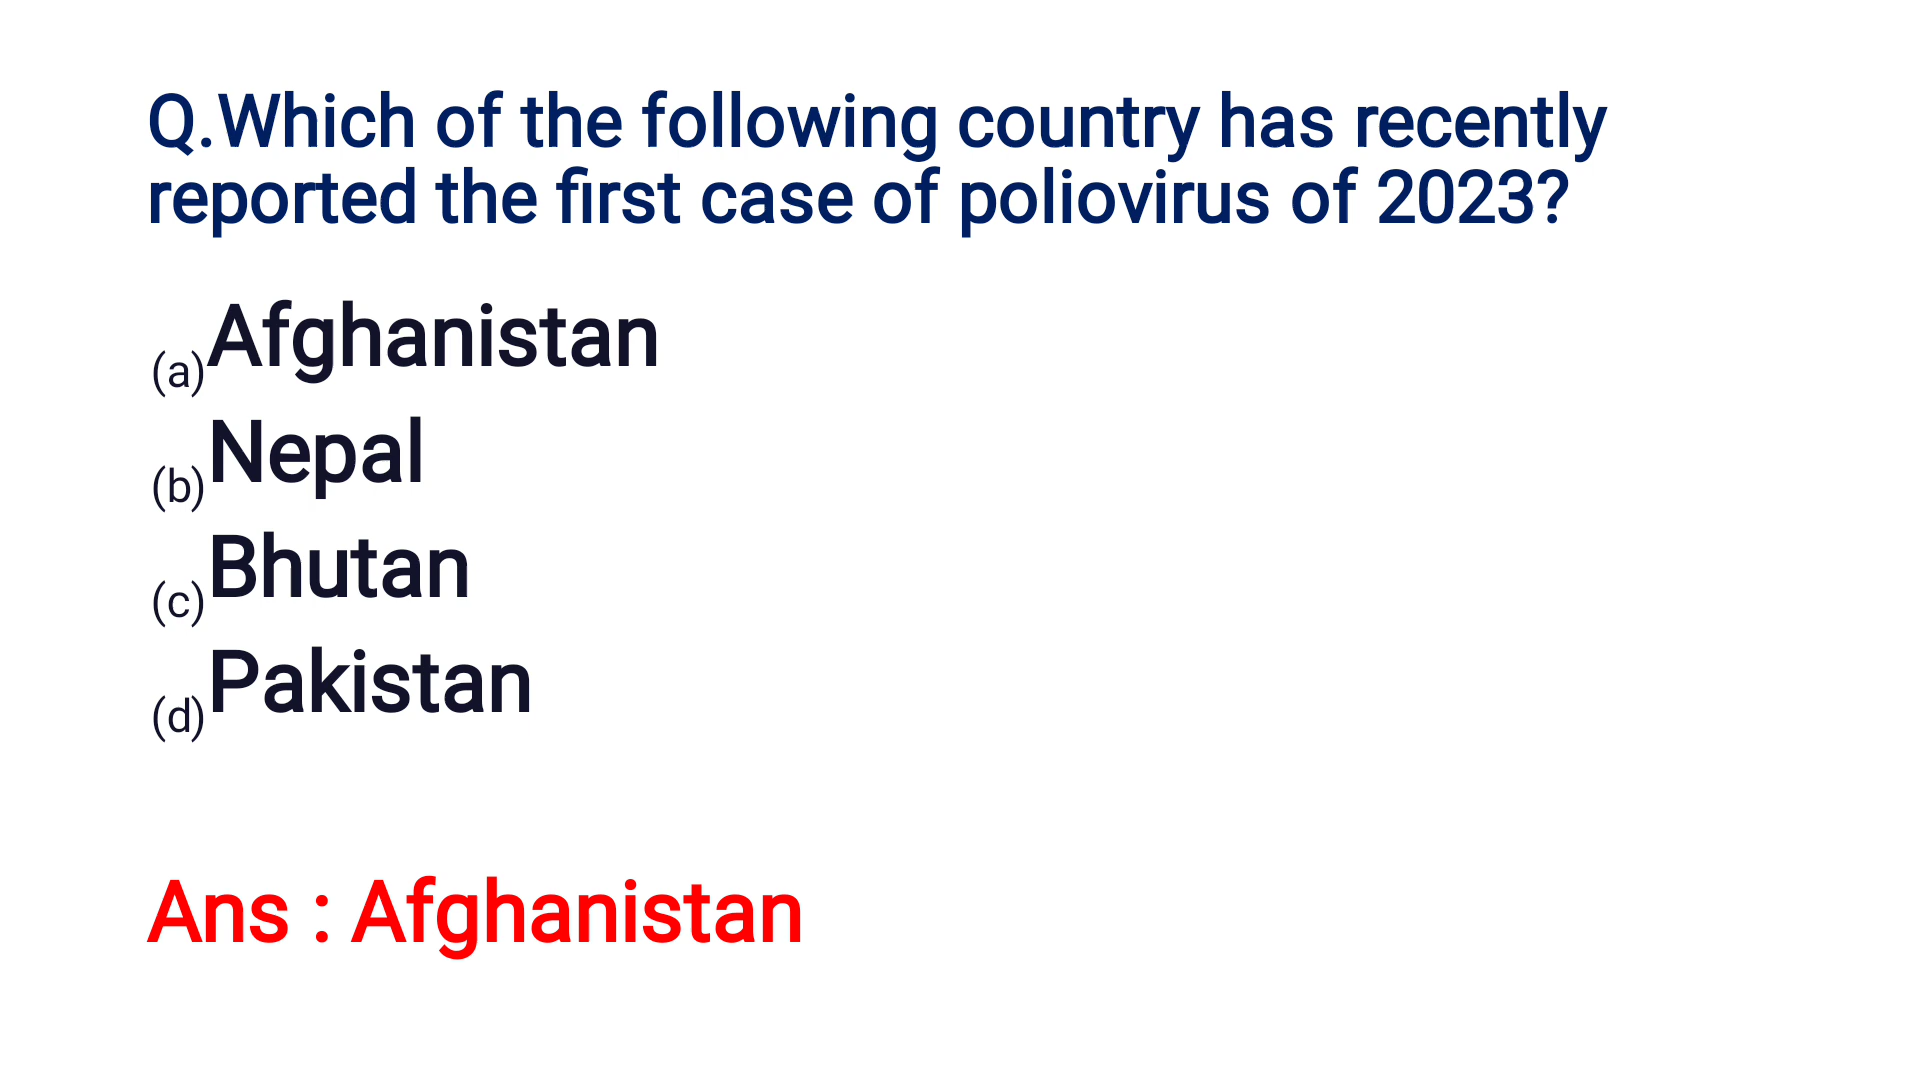 Q.Which of the following country has recently
reported the first case of poliovirus of 2023?
(a)Afghanistan
(b)Nepal
(c)Bhutan
(d)Pakistan
Ans : Afghanistan